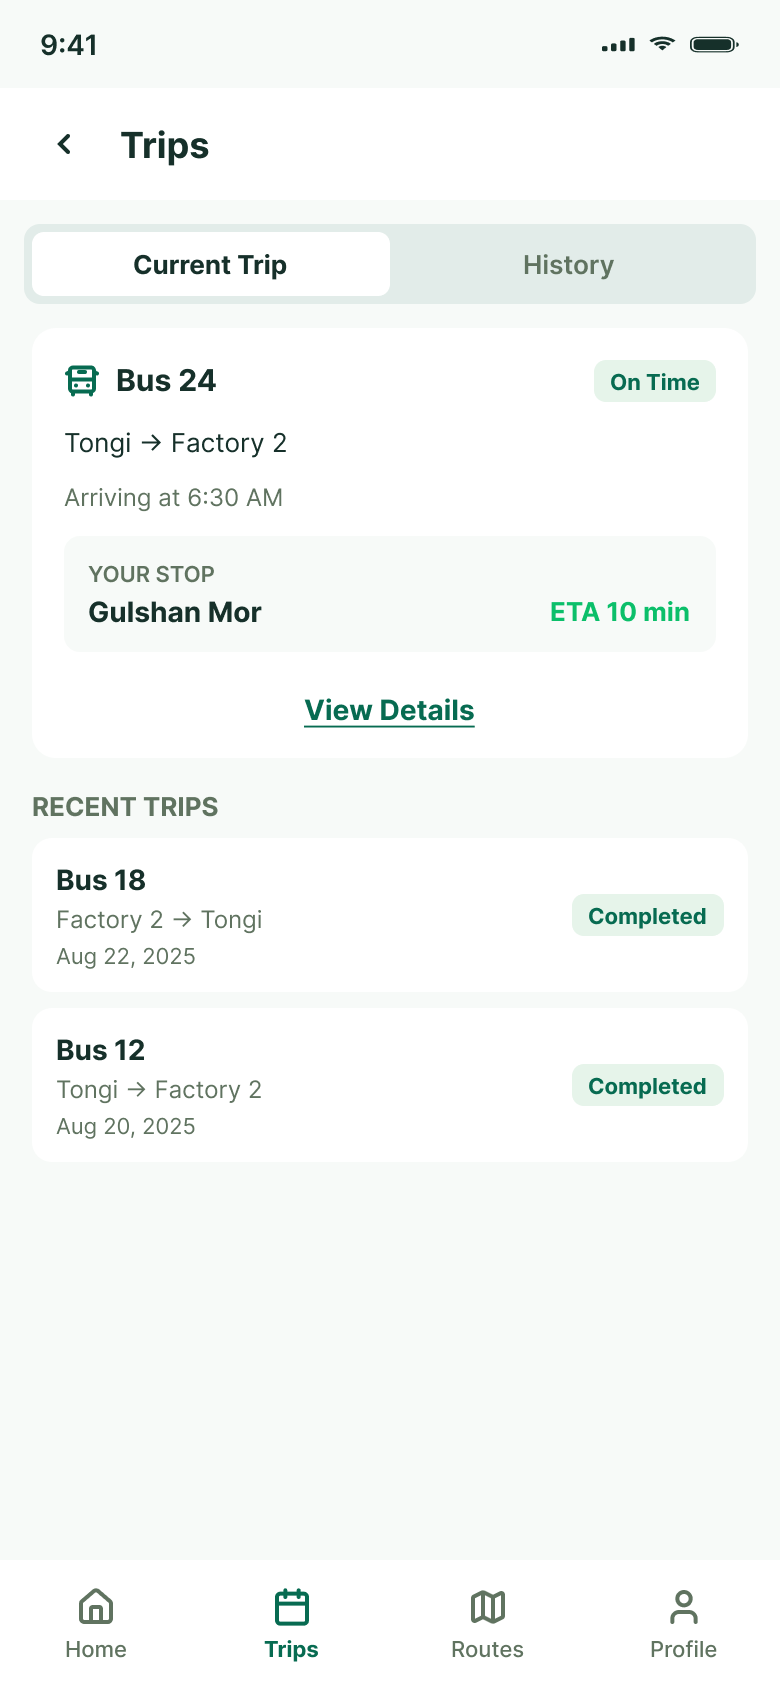 9:41
Trips
Current Trip
History
Bus 24
On Time
Tongi → Factory 2
Arriving at 6:30 AM
YOUR STOP
Gulshan Mor
ETA 10 min
View Details
RECENT TRIPS
Bus 18
Factory 2 → Tongi
Aug 22, 2025
Completed
Bus 12
Tongi → Factory 2
Aug 20, 2025
Completed
Home
Trips
Routes
Profile